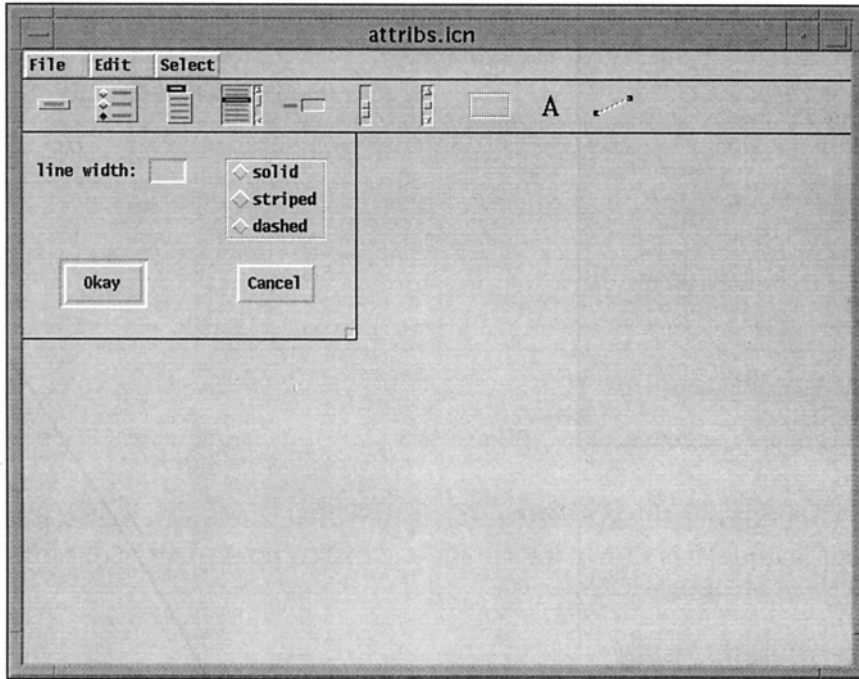 attribs.icn
File Edit Select
A
line width:
solid
striped
dashed
Okay Cancel